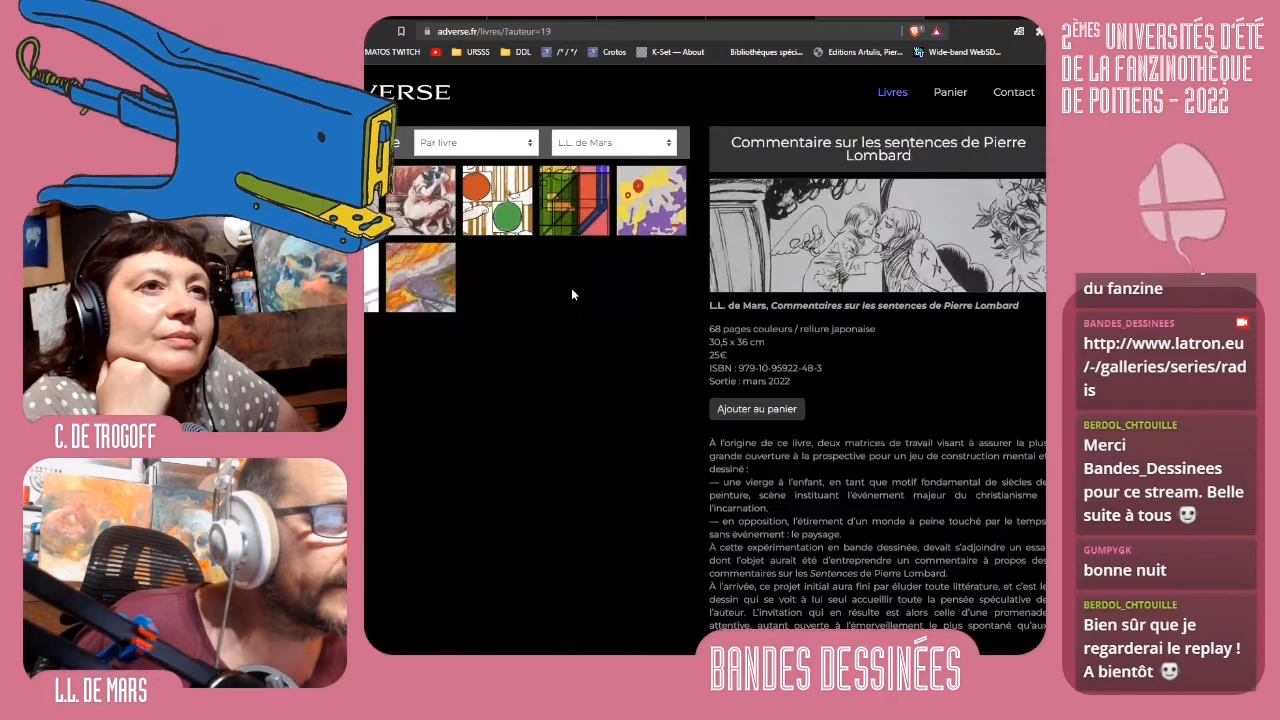 adverse.fr/livres/?auteur=19
MATOS TWITCH URSSS DDL /*/*/ Crotos K-Set — About Bibliothèques spéci... Editions Artulis, Pier... Wide-band WebSD...
VERSE
Livres Panier Contact
e Par livre L.L. de Mars
Commentaire sur les sentences de Pierre
Lombard
L.L. de Mars, Commentaires sur les sentences de Pierre Lombard
68 pages couleurs / reliure japonaise
30,5 x 36 cm
25€
ISBN : 979-10-95922-48-3
Sortie : mars 2022
Ajouter au panier
À l'origine de ce livre, deux matrices de travail visant à assurer la plus
grande ouverture à la prospective pour un jeu de construction mental et
dessiné :
— une vierge à l'enfant, en tant que motif fondamental de siècles de
peinture, scène instituant l'événement majeur du christianisme :
l'incarnation.
— en opposition, l'étirement d'un monde à peine touché par le temps,
sans événement : le paysage.
À cette expérimentation en bande dessinée, devait s'adjoindre un essai
dont l'objet aurait été d'entreprendre un commentaire à propos des
commentaires sur les Sentences de Pierre Lombard.
À l'arrivée, ce projet initial aura fini par éluder toute littérature, et c'est le
dessin qui se voit à lui seul accueillir toute la pensée spéculative de
l'auteur. L'invitation qui en résulte est alors celle d'une promenade
attentive, autant ouverte à l'émerveillement le plus spontané qu'aux
BANDES DESSINÉES
C. DE TROGOFF
L.L. DE MARS
2ÈMES UNIVERSITÉS D'ÉTÉ
DE LA FANZINOTHÈQUE
DE POITIERS - 2022
du fanzine
BANDES_DESSINEES
http://www.latron.eu
/-/galleries/series/rad
is
BERDOL_CHTOUILLE
Merci
Bandes_Dessinees
pour ce stream. Belle
suite à tous
GUMPYGK
bonne nuit
BERDOL_CHTOUILLE
Bien sûr que je
regarderai le replay !
A bientôt